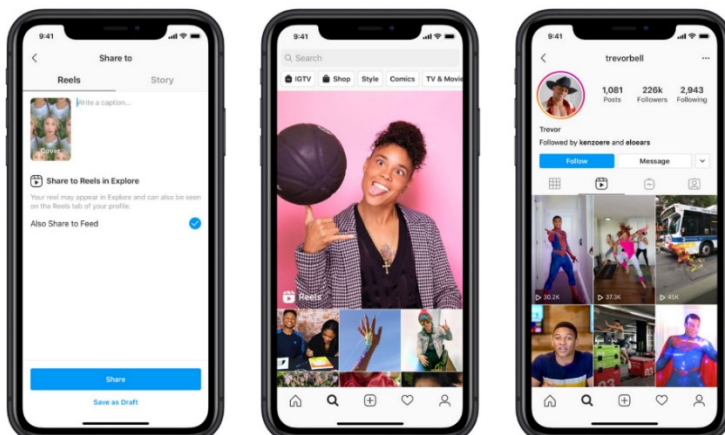 9:41
Share to
Reels
Story
Write a caption...
Cover
Share to Reels in Explore
Your reel may appear in Explore and can also be seen
on the Reels tab of your profile.
Also Share to Feed
Share
Save as Draft
9:41
Search
IGTV
Shop
Style
Comics
TV & Movie
Reels
9:41
trevorbell
1,081
226k
2,943
Posts
Followers
Following
Trevor
Followed by kenzoere and eloears
Follow
Message
30.2K
37.3K
45K
03